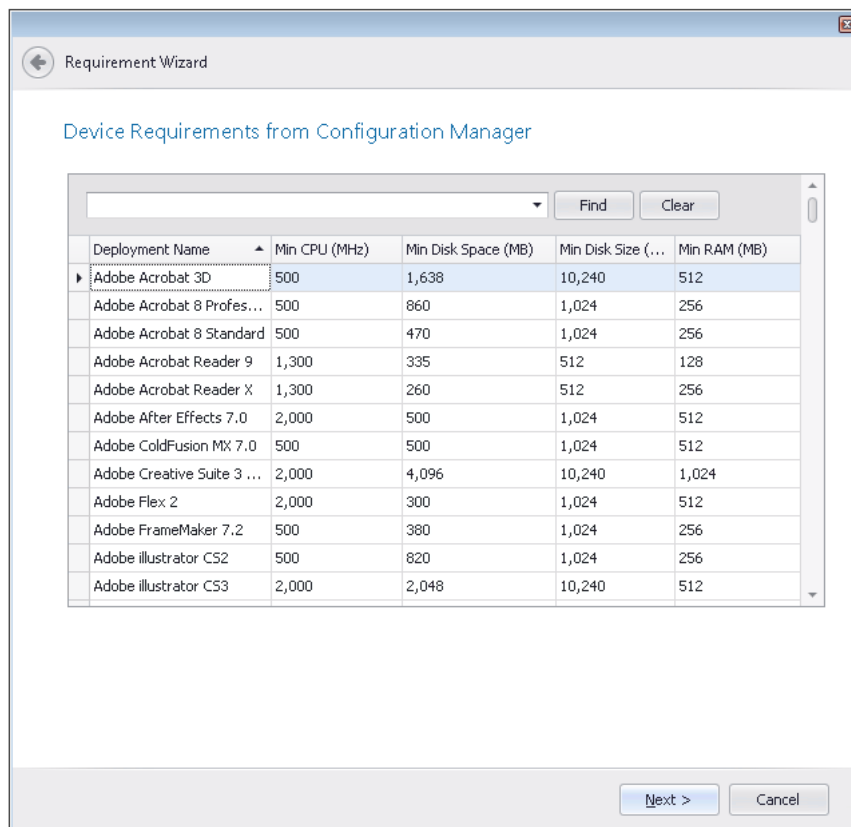 Requirement Wizard
Device Requirements from Configuration Manager
Find Clear
Deployment Name Min CPU (MHz) Min Disk Space (MB) Min Disk Size (... Min RAM (MB)
Adobe Acrobat 3D 500 1,638 10,240 512
Adobe Acrobat 8 Profes... 500 860 1,024 256
Adobe Acrobat 8 Standard 500 470 1,024 256
Adobe Acrobat Reader 9 1,300 335 512 128
Adobe Acrobat Reader X 1,300 260 512 256
Adobe After Effects 7.0 2,000 500 1,024 512
Adobe ColdFusion MX 7.0 500 500 1,024 512
Adobe Creative Suite 3 ... 2,000 4,096 10,240 1,024
Adobe Flex 2 2,000 300 1,024 512
Adobe FrameMaker 7.2 500 380 1,024 256
Adobe illustrator CS2 500 820 1,024 256
Adobe illustrator CS3 2,000 2,048 10,240 512
Next > Cancel